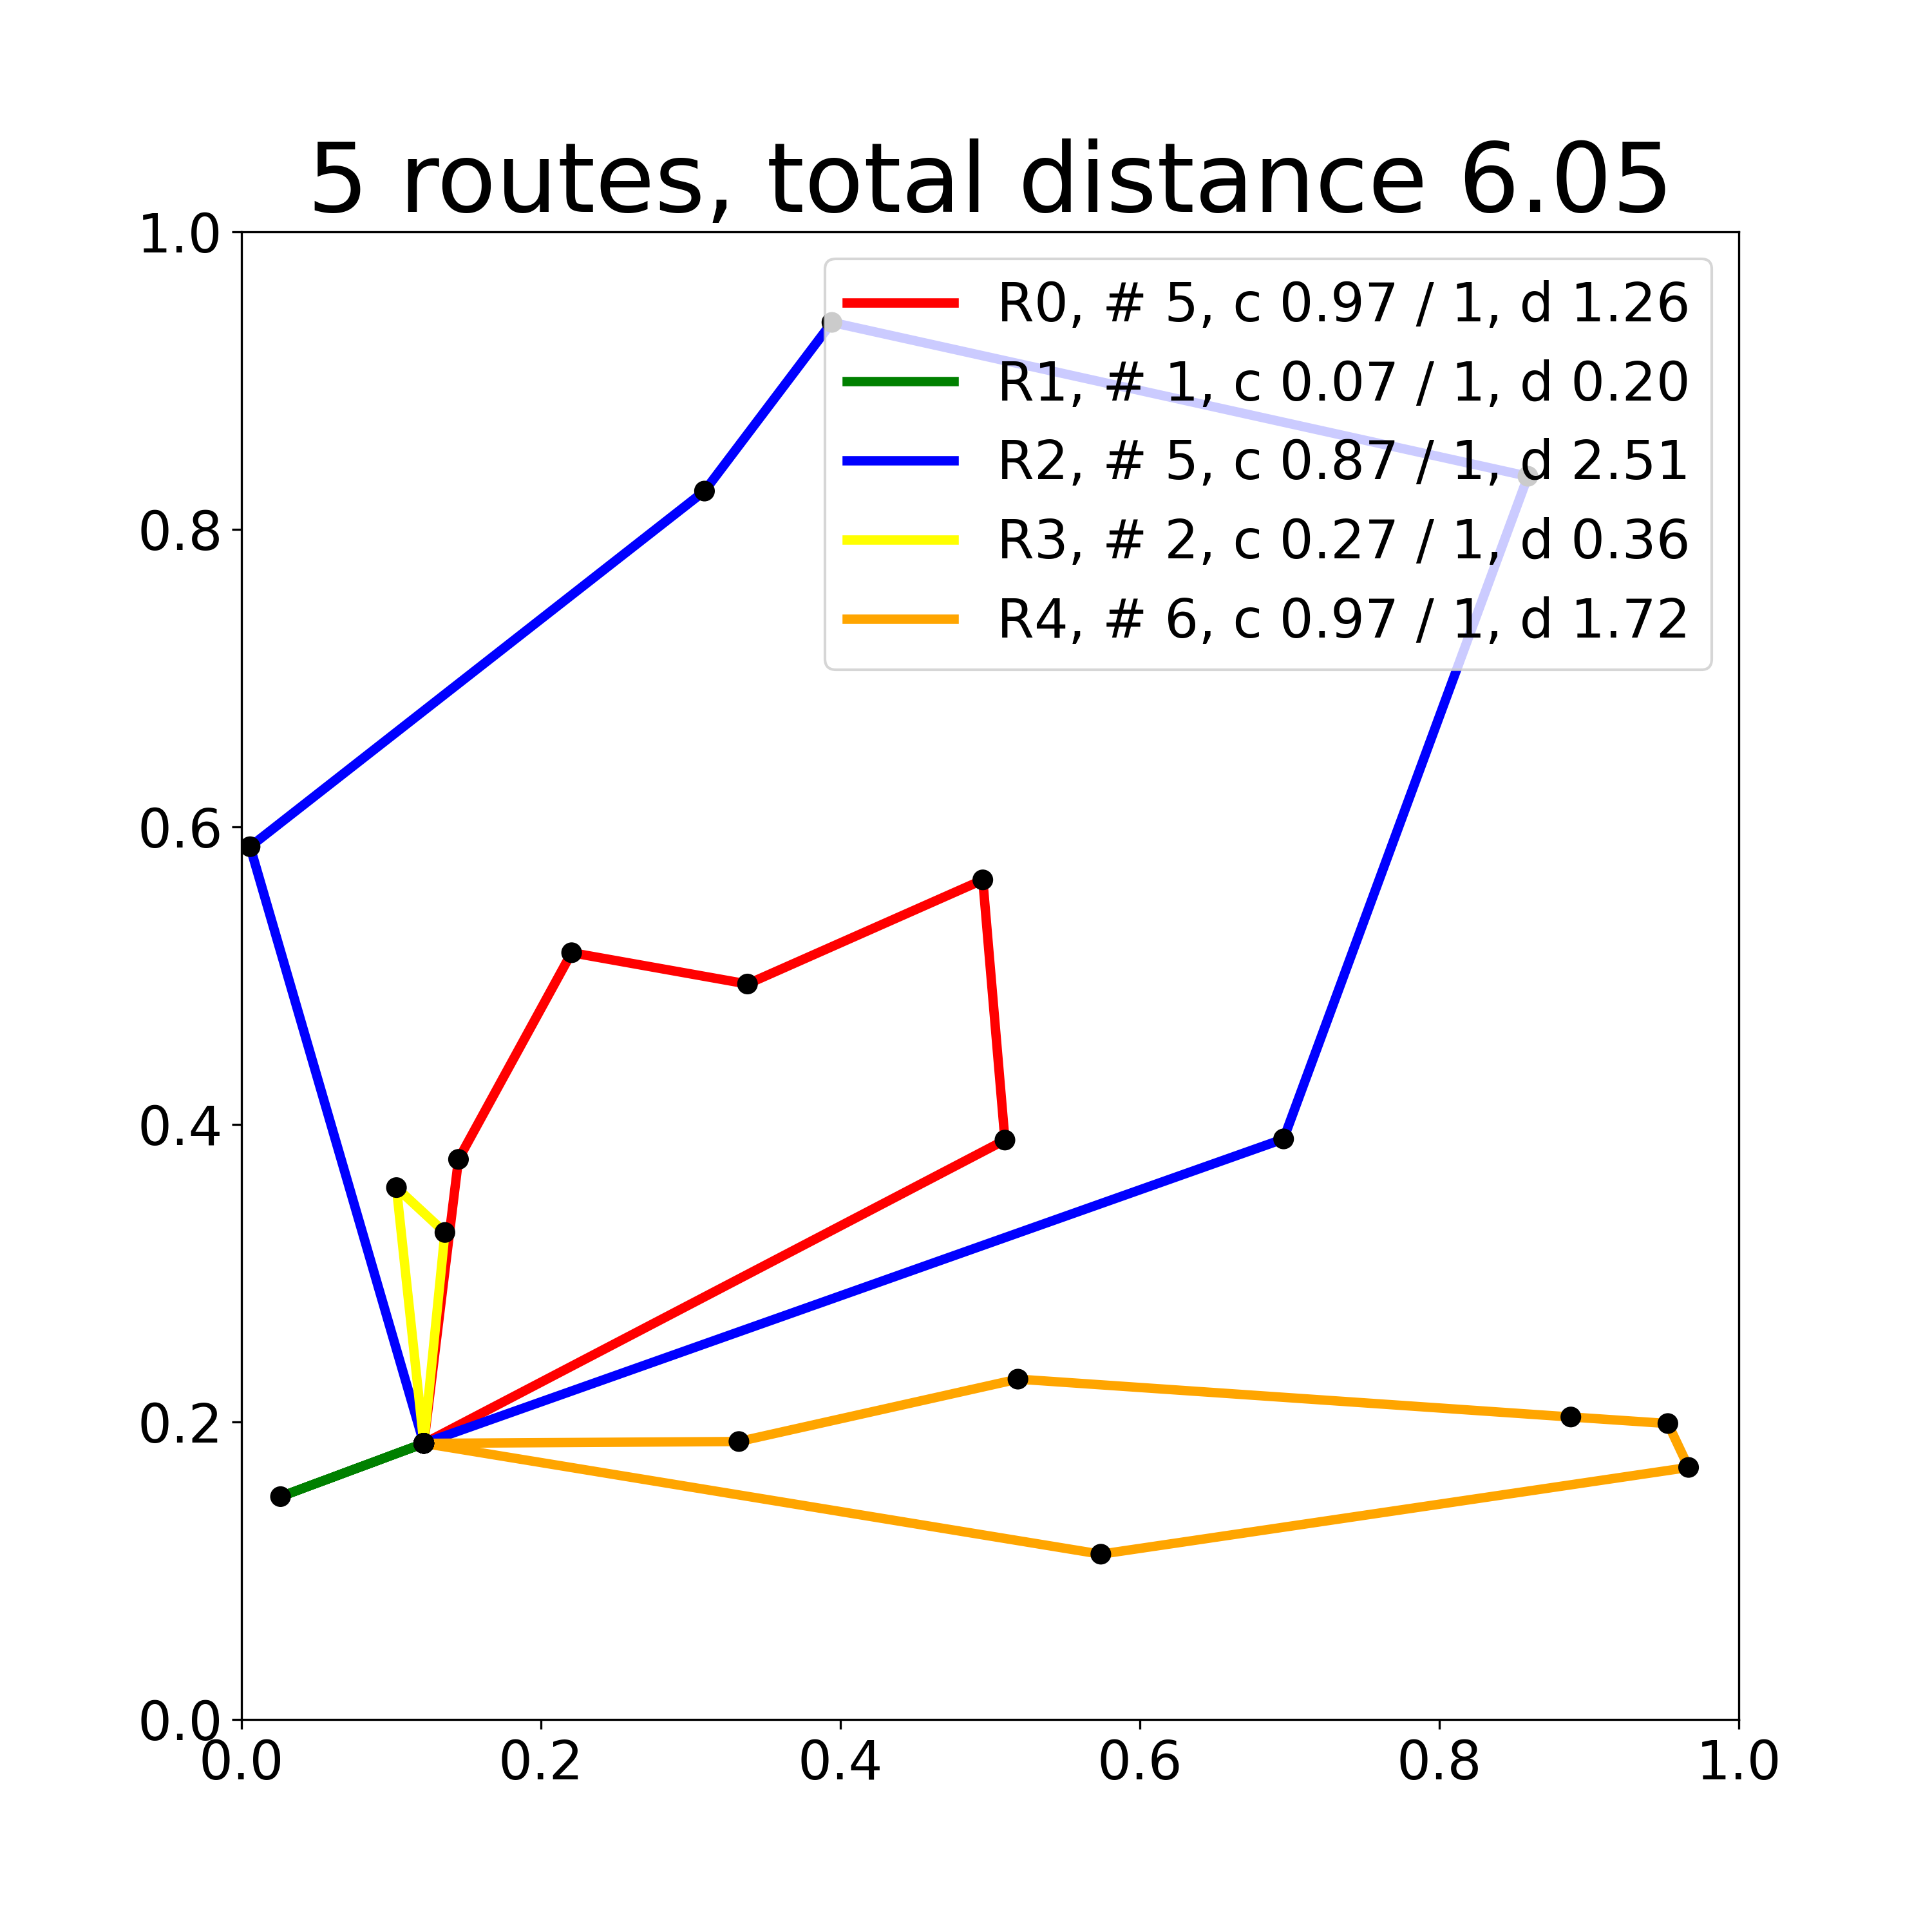 5 routes, total distance 6.05
1.0
0.8
0.6
0.4
0.2
0.0
R0, # 5, c 0.97 / 1, d 1.26
R1, # 1, c 0.07 / 1, d 0.20
R2, # 5, c 0.87 / 1, d 2.51
R3, # 2, c 0.27 / 1, d 0.36
R4, # 6, c 0.97 / 1, d 1.72
0.0 0.2 0.4 0.6 0.8 1.0